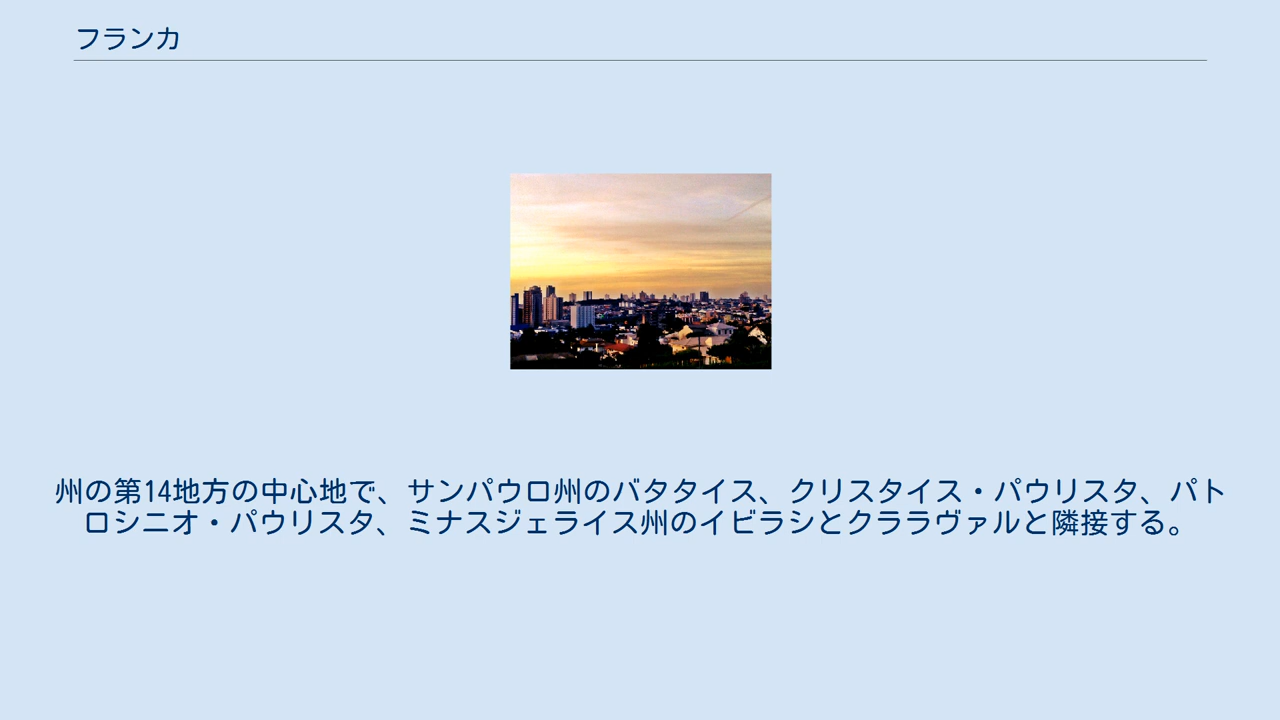 フランカ
州の第14地方の中心地で、サンパウロ州のバタタイス、クリスタイス・パウリスタ、パト
ロシニオ・パウリスタ、ミナスジェライス州のイビラシとクララヴァルと隣接する。